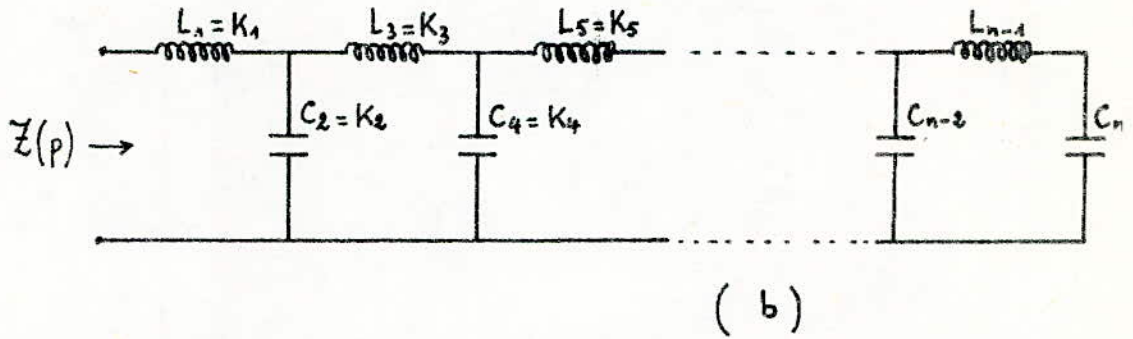 L₁ = K₁ L₃ = K₃ L₅ = K₅ Lₙ₋₁
C₂ = K₂ C₄ = K₄ Cₙ₋₂ Cₙ
Z(p) →
( b )